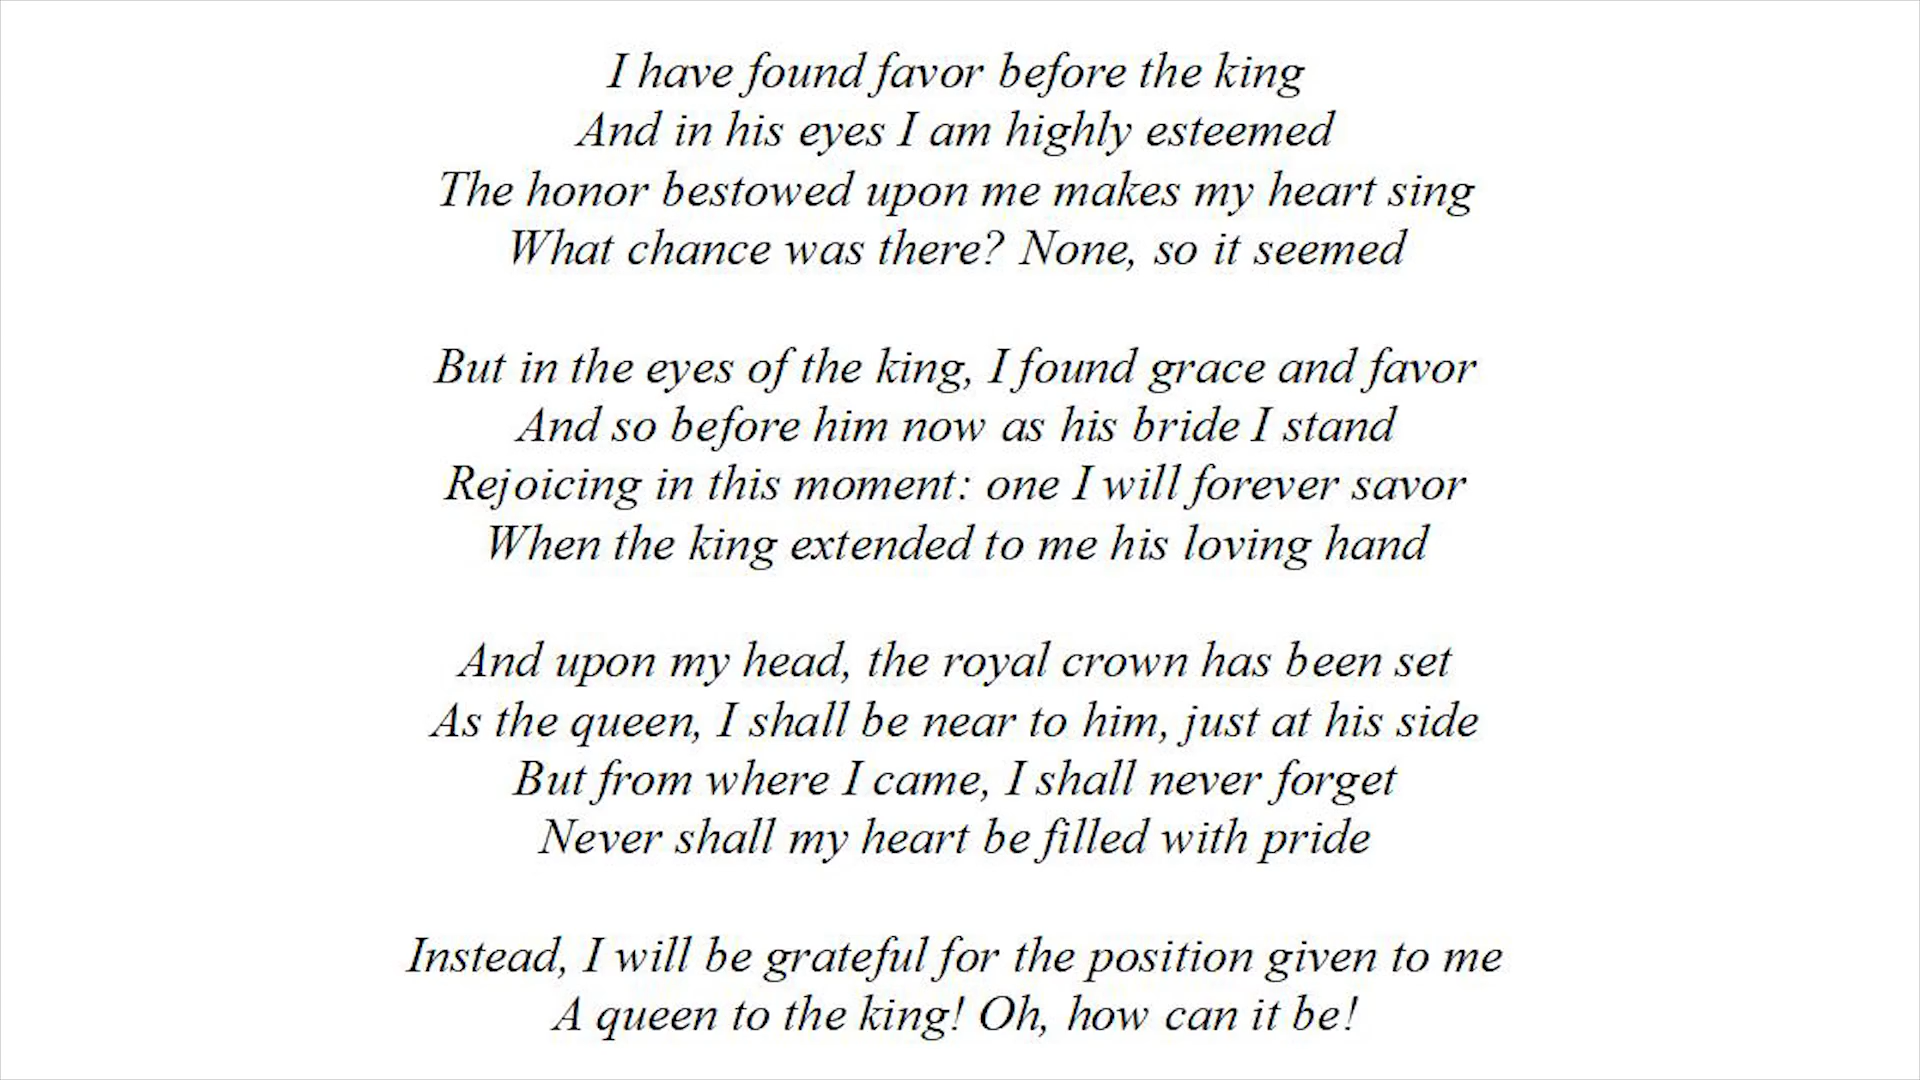 I have found favor before the king
And in his eyes I am highly esteemed
The honor bestowed upon me makes my heart sing
What chance was there? None, so it seemed
But in the eyes of the king, I found grace and favor
And so before him now as his bride I stand
Rejoicing in this moment: one I will forever savor
When the king extended to me his loving hand
And upon my head, the royal crown has been set
As the queen, I shall be near to him, just at his side
But from where I came, I shall never forget
Never shall my heart be filled with pride
Instead, I will be grateful for the position given to me
A queen to the king! Oh, how can it be!